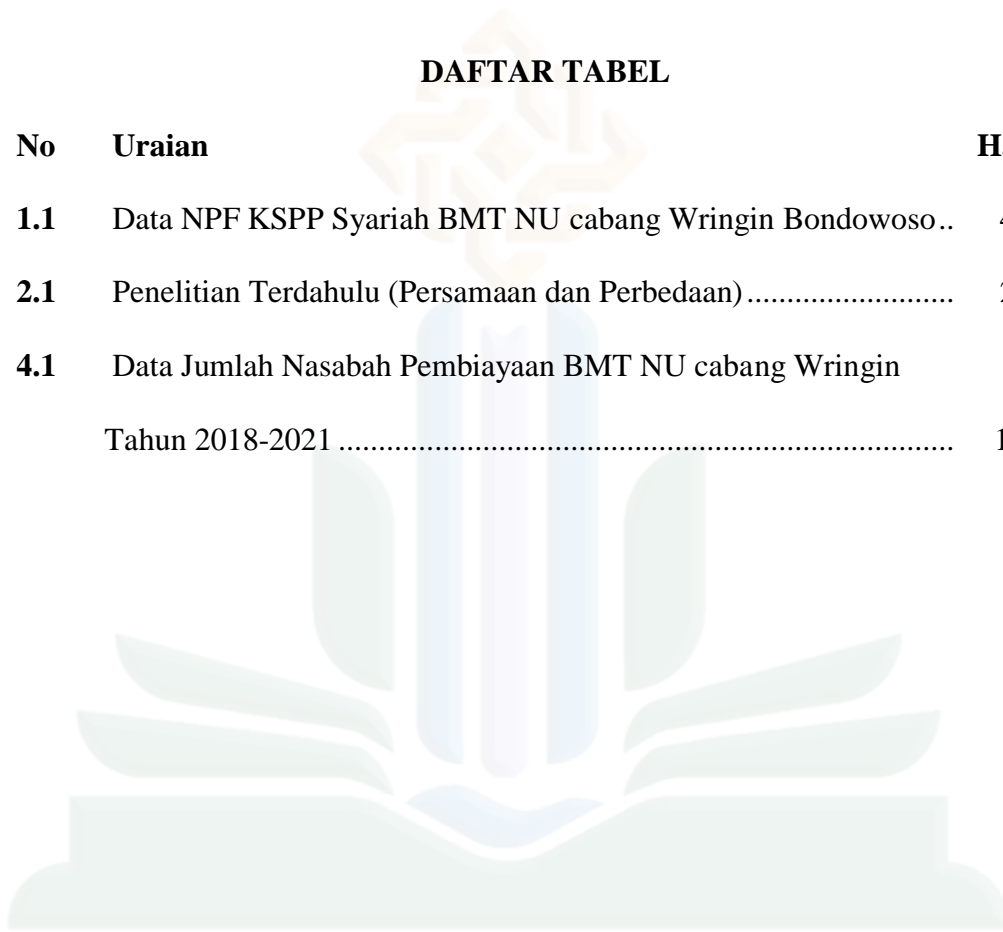 DAFTAR TABEL
No Uraian
1.1 Data NPF KSPP Syariah BMT NU cabang Wringin Bondowoso..
2.1 Penelitian Terdahulu (Persamaan dan Perbedaan)..........................
4.1 Data Jumlah Nasabah Pembiayaan BMT NU cabang Wringin
Tahun 2018-2021..............................................................................